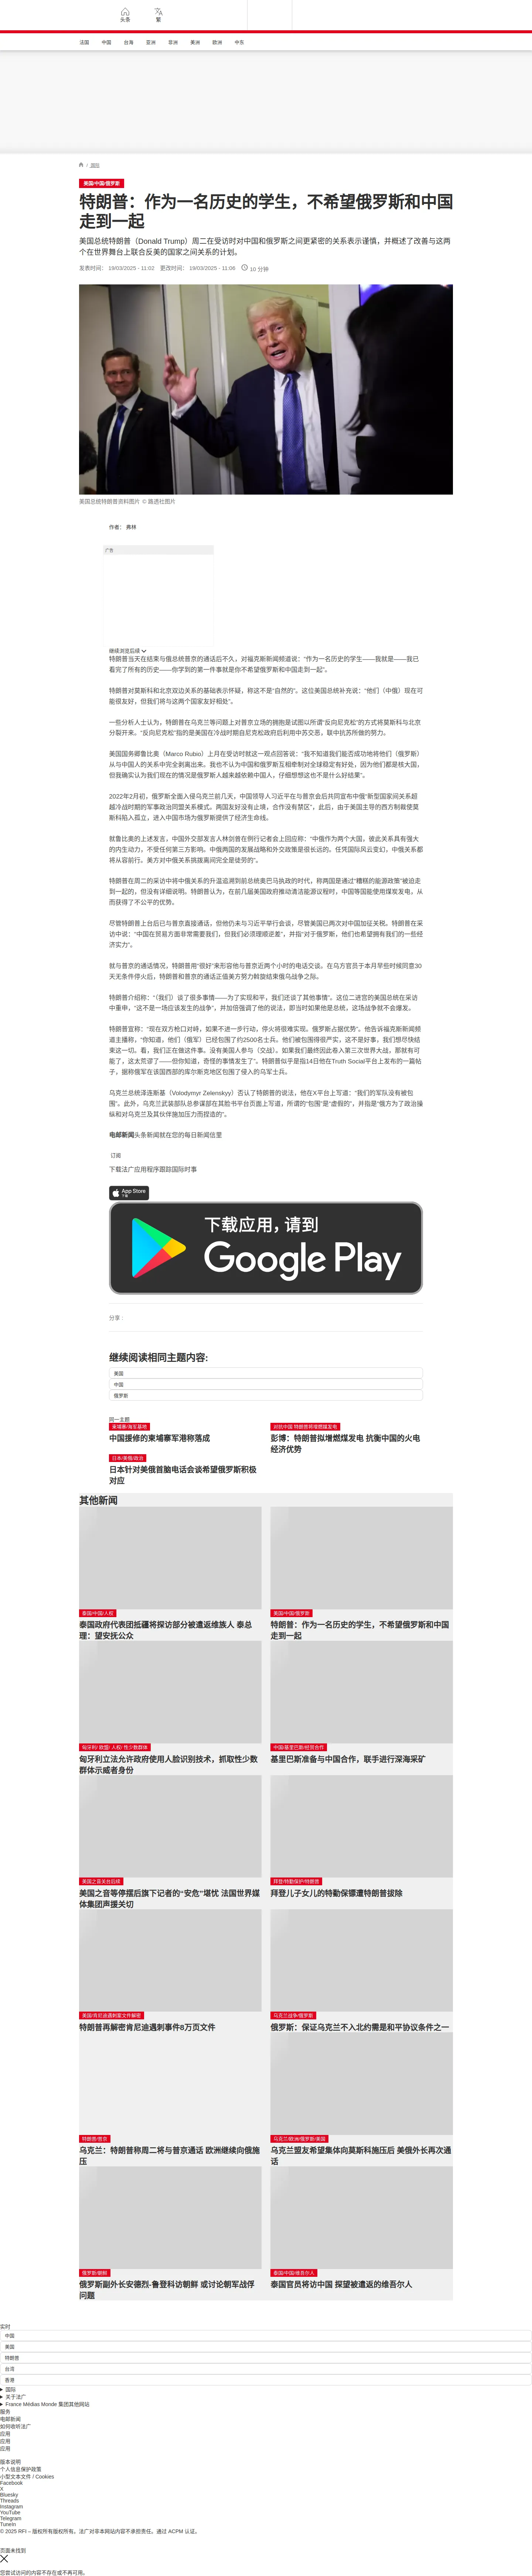 头条
繁
法国
中国
台海
亚洲
非洲
美洲
欧洲
中东
/ 国际
美国/中国/俄罗斯
特朗普：作为一名历史的学生，不希望俄罗斯和中国
走到一起
美国总统特朗普（Donald Trump）周二在受访时对中国和俄罗斯之间更紧密的关系表示谨慎，并概述了改善与这两
个在世界舞台上联合反美的国家之间关系的计划。
发表时间： 19/03/2025 - 11:02 更改时间： 19/03/2025 - 11:06 10 分钟
美国总统特朗普资料图片 © 路透社图片
作者： 弗林
广告
继续浏览后续
特朗普当天在结束与俄总统普京的通话后不久，对福克斯新闻频道说：“作为一名历史的学生——我就是——我已
看完了所有的历史——你学到的第一件事就是你不希望俄罗斯和中国走到一起”。
特朗普对莫斯科和北京双边关系的基础表示怀疑，称这不是“自然的”。这位美国总统补充说：“他们（中俄）现在可
能很友好，但我们将与这两个国家友好相处”。
一些分析人士认为，特朗普在乌克兰等问题上对普京立场的拥抱是试图以所谓“反向尼克松”的方式将莫斯科与北京
分裂开来。“反向尼克松”指的是美国在冷战时期自尼克松政府后利用中苏交恶，联中抗苏所做的努力。
美国国务卿鲁比奥（Marco Rubio）上月在受访时就这一观点回答说：“我不知道我们能否成功地将他们（俄罗斯）
从与中国人的关系中完全剥离出来。我也不认为中国和俄罗斯互相牵制对全球稳定有好处，因为他们都是核大国，
但我确实认为我们现在的情况是俄罗斯人越来越依赖中国人，仔细想想这也不是什么好结果”。
2022年2月初，俄罗斯全面入侵乌克兰前几天，中国领导人习近平在与普京会后共同宣布中俄“新型国家间关系超
越冷战时期的军事政治同盟关系模式。两国友好没有止境，合作没有禁区”，此后，由于美国主导的西方制裁使莫
斯科陷入孤立，进入中国市场为俄罗斯提供了经济生命线。
就鲁比奥的上述发言，中国外交部发言人林剑曾在例行记者会上回应称：“中俄作为两个大国，彼此关系具有强大
的内生动力，不受任何第三方影响。中俄两国的发展战略和外交政策是很长远的。任凭国际风云变幻，中俄关系都
将从容前行。美方对中俄关系挑拨离间完全是徒劳的”。
特朗普在周二的采访中将中俄关系的升温追溯到前总统奥巴马执政的时代，称两国是通过“糟糕的能源政策”被迫走
到一起的，但没有详细说明。特朗普认为，在前几届美国政府推动清洁能源议程时，中国等国能使用煤炭发电，从
而获得了不公平的优势。
尽管特朗普上台后已与普京直接通话，但他仍未与习近平举行会谈，尽管美国已两次对中国加征关税。特朗普在采
访中说：“中国在贸易方面非常需要我们，但我们必须理顺逆差”，并指“对于俄罗斯，他们也希望拥有我们的一些经
济实力”。
就与普京的通话情况，特朗普用“很好”来形容他与普京近两个小时的电话交谈。在乌方官员于本月早些时候同意30
天无条件停火后，特朗普和普京的通话正值美方努力斡旋结束俄乌战争之际。
特朗普介绍称：“（我们）谈了很多事情——为了实现和平，我们还谈了其他事情”。这位二进宫的美国总统在采访
中重申，“这不是一场应该发生的战争”，并加倍强调了他的说法，即当时如果他是总统，这场战争就不会爆发。
特朗普宣称：“现在双方枪口对峙，如果不进一步行动，停火将很难实现。俄罗斯占据优势”。他告诉福克斯新闻频
道主播称，“你知道，他们（俄军）已经包围了约2500名士兵。他们被包围得很严实，这不是好事，我们想尽快结
束这一切。看，我们正在做这件事。没有美国人参与（交战）。如果我们最终因此卷入第三次世界大战，那就有可
能了，这太荒谬了——但你知道，奇怪的事情发生了”。特朗普似乎是指14日他在Truth Social平台上发布的一篇帖
子，据称俄军在该国西部的库尔斯克地区包围了侵入的乌军士兵。
乌克兰总统泽连斯基（Volodymyr Zelenskyy）否认了特朗普的说法，他在X平台上写道：“我们的军队没有被包
围”。此外，乌克兰武装部队总参谋部在其脸书平台页面上写道，所谓的“包围”是“虚假的”，并指是“俄方为了政治操
纵和对乌克兰及其伙伴施加压力而捏造的”。
电邮新闻头条新闻就在您的每日新闻信里
订阅
下载法广应用程序跟踪国际时事
App Store
下载
下载应用，请到
Google Play
分享 :
继续阅读相同主题内容:
美国
中国
俄罗斯
同一主题
柬埔寨/海军基地
中国援修的柬埔寨军港称落成
对抗中国 特朗普拟增燃煤发电
彭博：特朗普拟增燃煤发电 抗衡中国的火电
经济优势
日本/美俄/政治
日本针对美俄首脑电话会谈希望俄罗斯积极
对应
其他新闻
泰国/中国/人权
泰国政府代表团抵疆将探访部分被遣返维族人 泰总
理：望安抚公众
美国/中国/俄罗斯
特朗普：作为一名历史的学生，不希望俄罗斯和中国
走到一起
匈牙利/ 欧盟/ 人权/ 性少数群体
匈牙利立法允许政府使用人脸识别技术，抓取性少数
群体示威者身份
中国/基里巴斯/经贸合作
基里巴斯准备与中国合作，联手进行深海采矿
美国之音关台后续
美国之音等停摆后旗下记者的“安危”堪忧 法国世界媒
体集团声援关切
拜登/特勤保护/特朗普
拜登儿子女儿的特勤保镖遭特朗普拔除
美国/肯尼迪遇刺案文件解密
特朗普再解密肯尼迪遇刺事件8万页文件
乌克兰战争/俄罗斯
俄罗斯：保证乌克兰不入北约需是和平协议条件之一
特朗普/普京
乌克兰：特朗普称周二将与普京通话 欧洲继续向俄施
压
乌克兰/欧洲/俄罗斯/美国
乌克兰盟友希望集体向莫斯科施压后 美俄外长再次通
话
俄罗斯/朝鲜
俄罗斯副外长安德烈-鲁登科访朝鲜 或讨论朝军战俘
问题
泰国/中国/维吾尔人
泰国官员将访中国 探望被遣返的维吾尔人
实时
中国
美国
特朗普
台湾
香港
国际
关于法广
France Médias Monde 集团其他网站
服务
电邮新闻
如何收听法广
应用
应用
应用
版本说明
个人信息保护政策
小型文本文件 / Cookies
Facebook
X
Bluesky
Threads
Instagram
YouTube
Telegram
TuneIn
© 2025 RFI – 版权所有版权所有。法广对非本网站内容不承担责任。通过 ACPM 认证。
页面未找到
您尝试访问的内容不存在或不再可用。